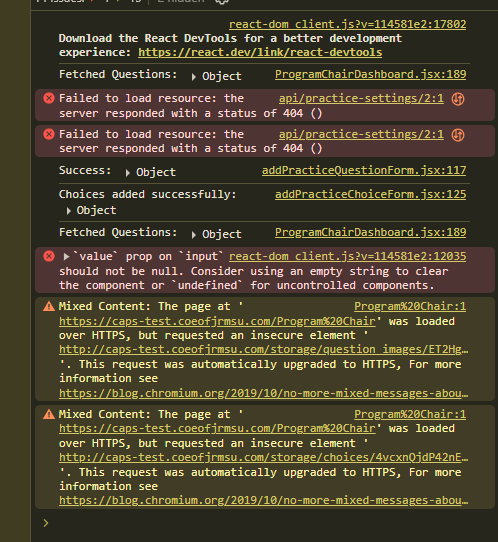 react-dom_client.js?v=114581e2:17802
Download the React DevTools for a better development
experience: https://react.dev/link/react-devtools
Fetched Questions: ▸ Object ProgramChairDashboard.jsx:189
Failed to load resource: the api/practice-settings/2:1
server responded with a status of 404 ()
Failed to load resource: the api/practice-settings/2:1
server responded with a status of 404 ()
Success: ▸ Object addPracticeQuestionForm.jsx:117
Choices added successfully: addPracticeChoiceForm.jsx:125
▸ Object
Fetched Questions: ▸ Object ProgramChairDashboard.jsx:189
▸ `value` prop on `input` react-dom_client.js?v=114581e2:12035
should not be null. Consider using an empty string to clear
the component or `undefined` for uncontrolled components.
Mixed Content: The page at ' Program%20Chair:1
https://caps-test.coeofjrmsu.com/Program%20Chair' was loaded
over HTTPS, but requested an insecure element '
http://caps-test.coeofjrmsu.com/storage/question_images/ET2Hg…
'. This request was automatically upgraded to HTTPS, For more
information see
https://blog.chromium.org/2019/10/no-more-mixed-messages-abou…
Mixed Content: The page at ' Program%20Chair:1
https://caps-test.coeofjrmsu.com/Program%20Chair' was loaded
over HTTPS, but requested an insecure element '
http://caps-test.coeofjrmsu.com/storage/choices/4vcxnQjdP42nE…
'. This request was automatically upgraded to HTTPS, For more
information see
https://blog.chromium.org/2019/10/no-more-mixed-messages-abou…